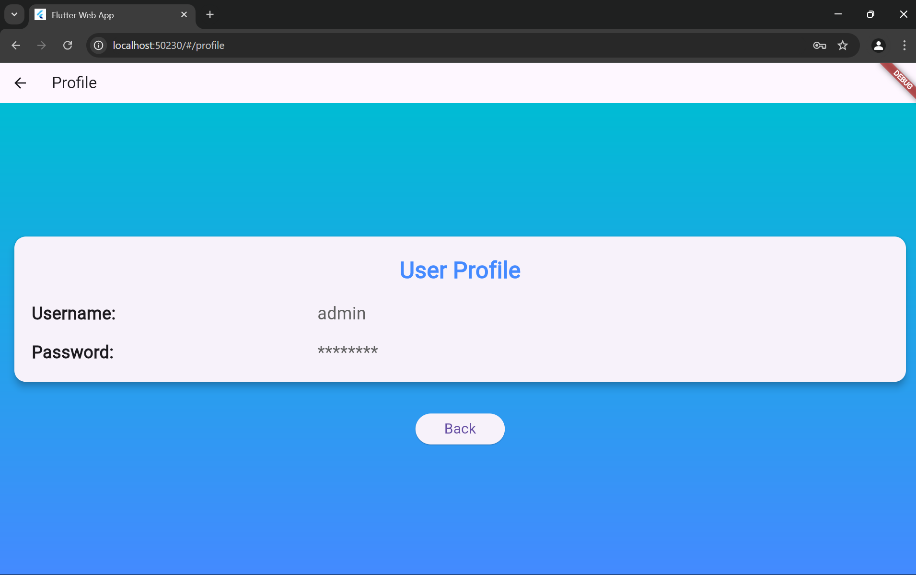 Flutter Web App
localhost:50230/#/profile
Profile
DEBUG
User Profile
Username: admin
Password: ********
Back